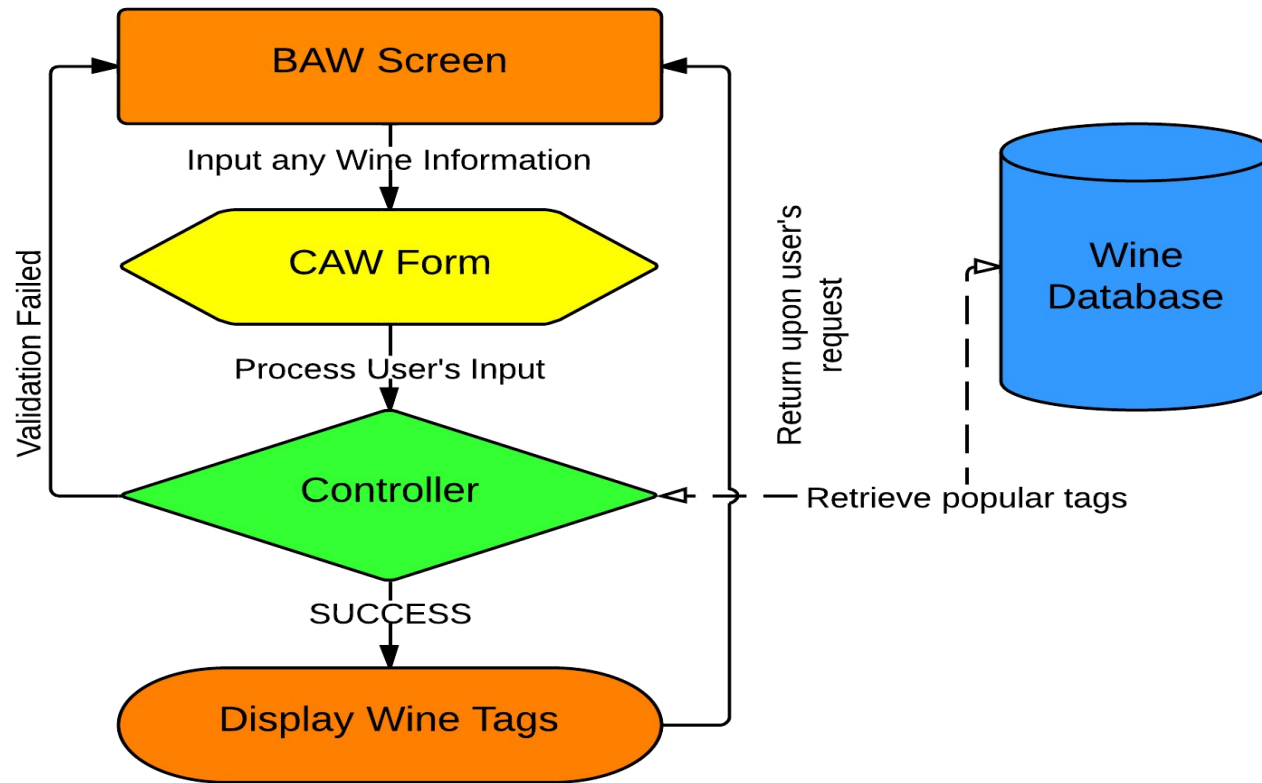 BAW Screen
Input any Wine Information
CAW Form
Process User's Input
Controller
SUCCESS
Display Wine Tags
Validation Failed
Return upon user's
request
Retrieve popular tags
Wine
Database